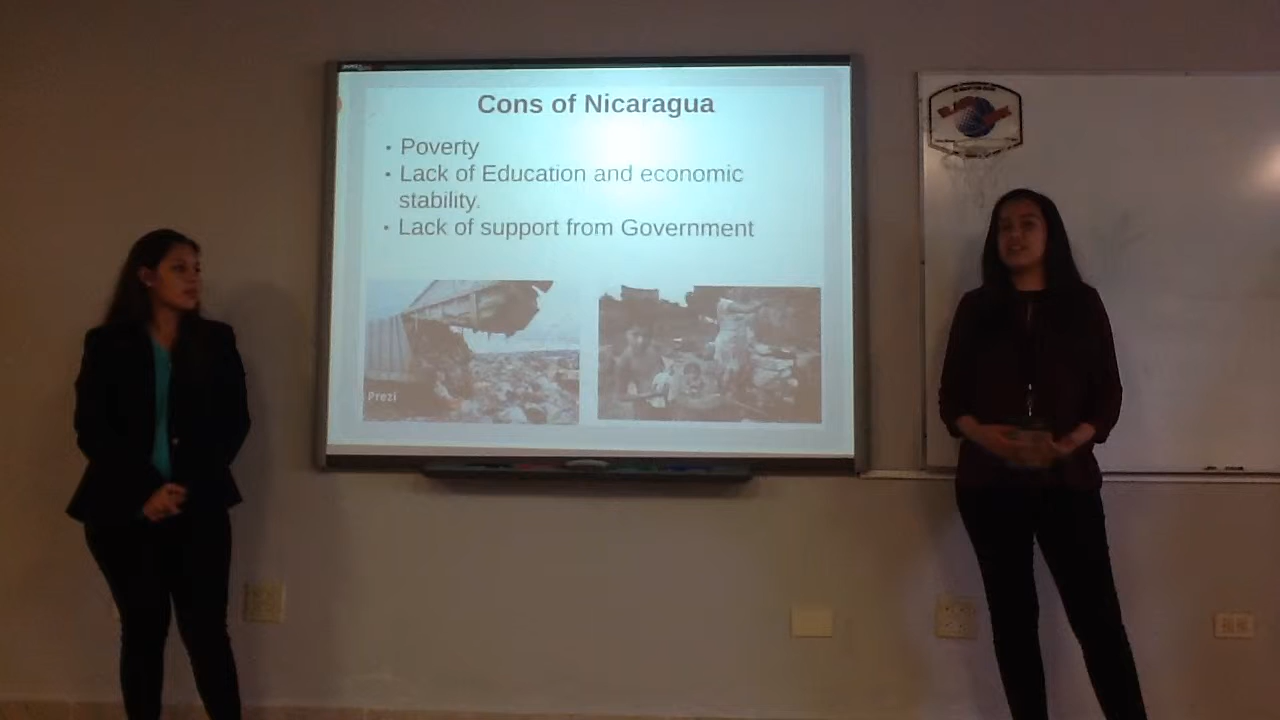 Cons of Nicaragua
• Poverty
• Lack of Education and economic
stability.
• Lack of support from Government
Prezi